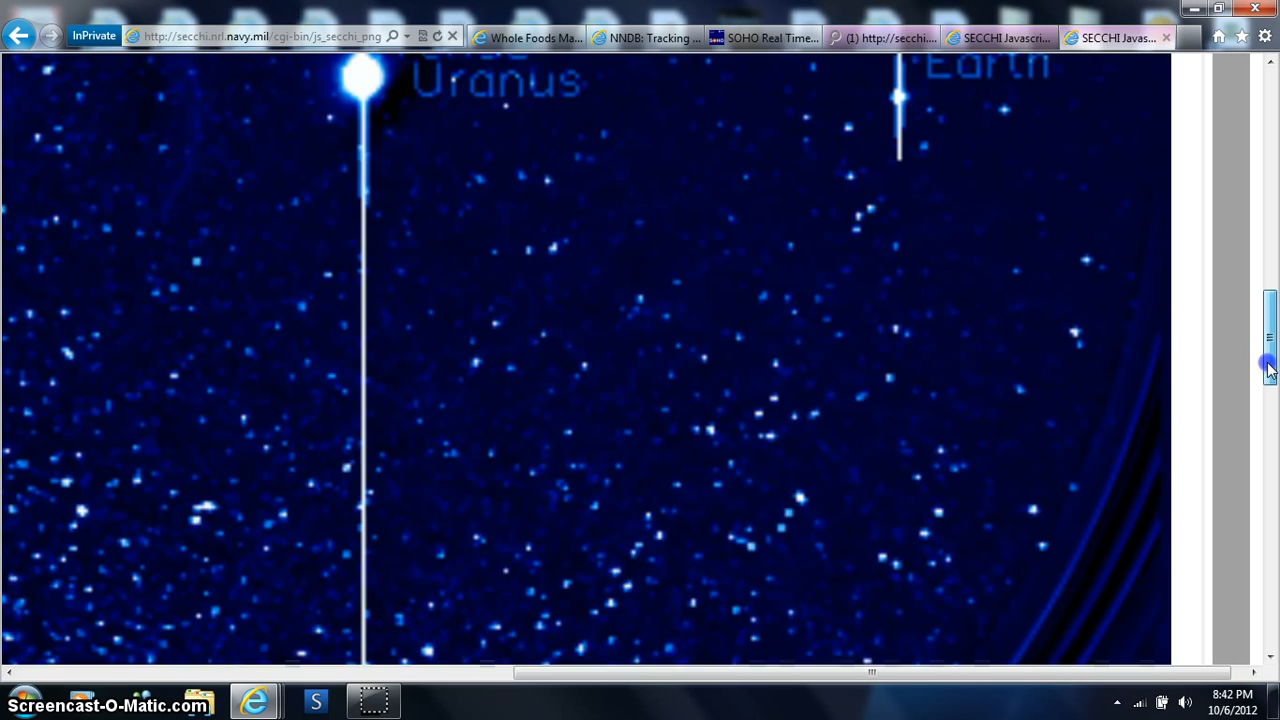 InPrivate
http://secchi.nrl.navy.mil/cgi-bin/js_secchi_png
Whole Foods Ma...
NNDB: Tracking ...
SOHO Real Time...
(1) http://secchi....
SECCHI Javascri...
SECCHI Javas...
Uranus
Earth
S
8:42 PM
10/6/2012
Screencast-O-Matic.com